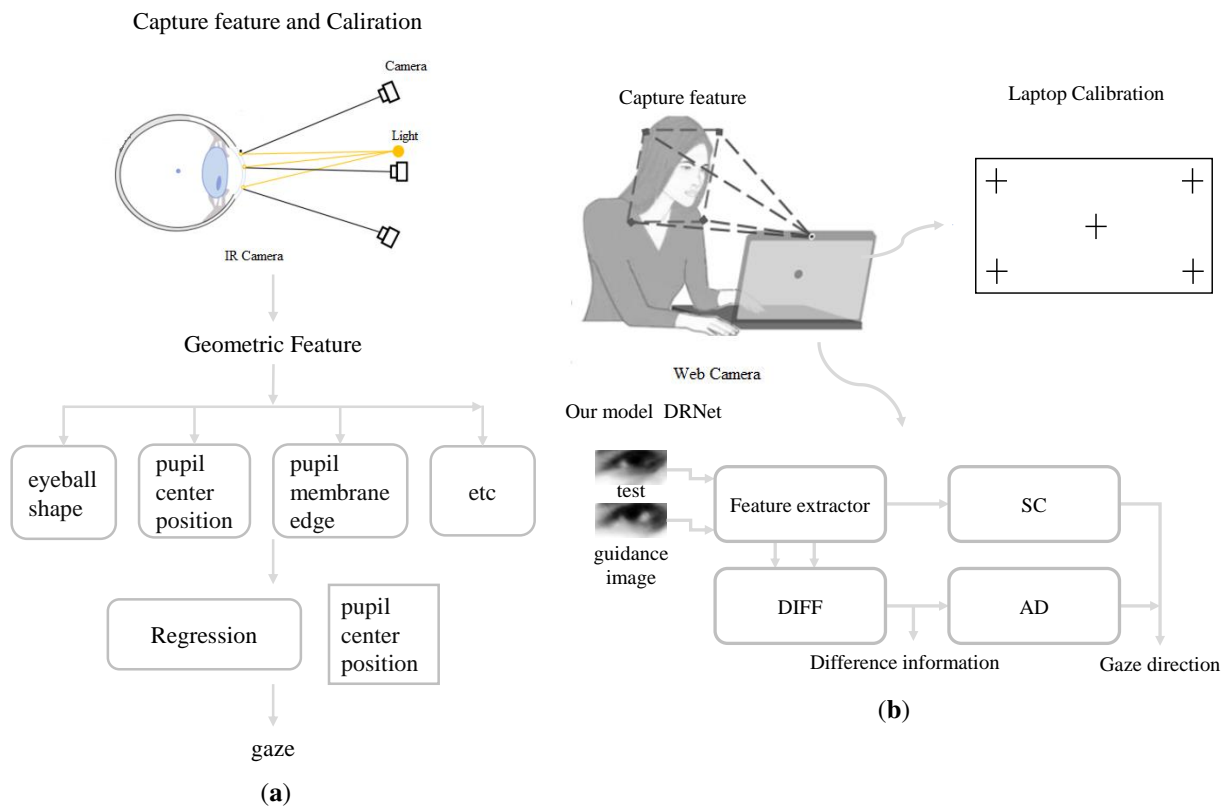 Capture feature and Caliration
Camera
Light
IR Camera
Geometric Feature
eyeball
shape
pupil
center
position
pupil
membrane
edge
etc
Regression
pupil
center
position
gaze
(a)
Capture feature
Laptop Calibration
Web Camera
Our model DRNet
test
guidance
image
Feature extractor
SC
DIFF
AD
Difference information
Gaze direction
(b)